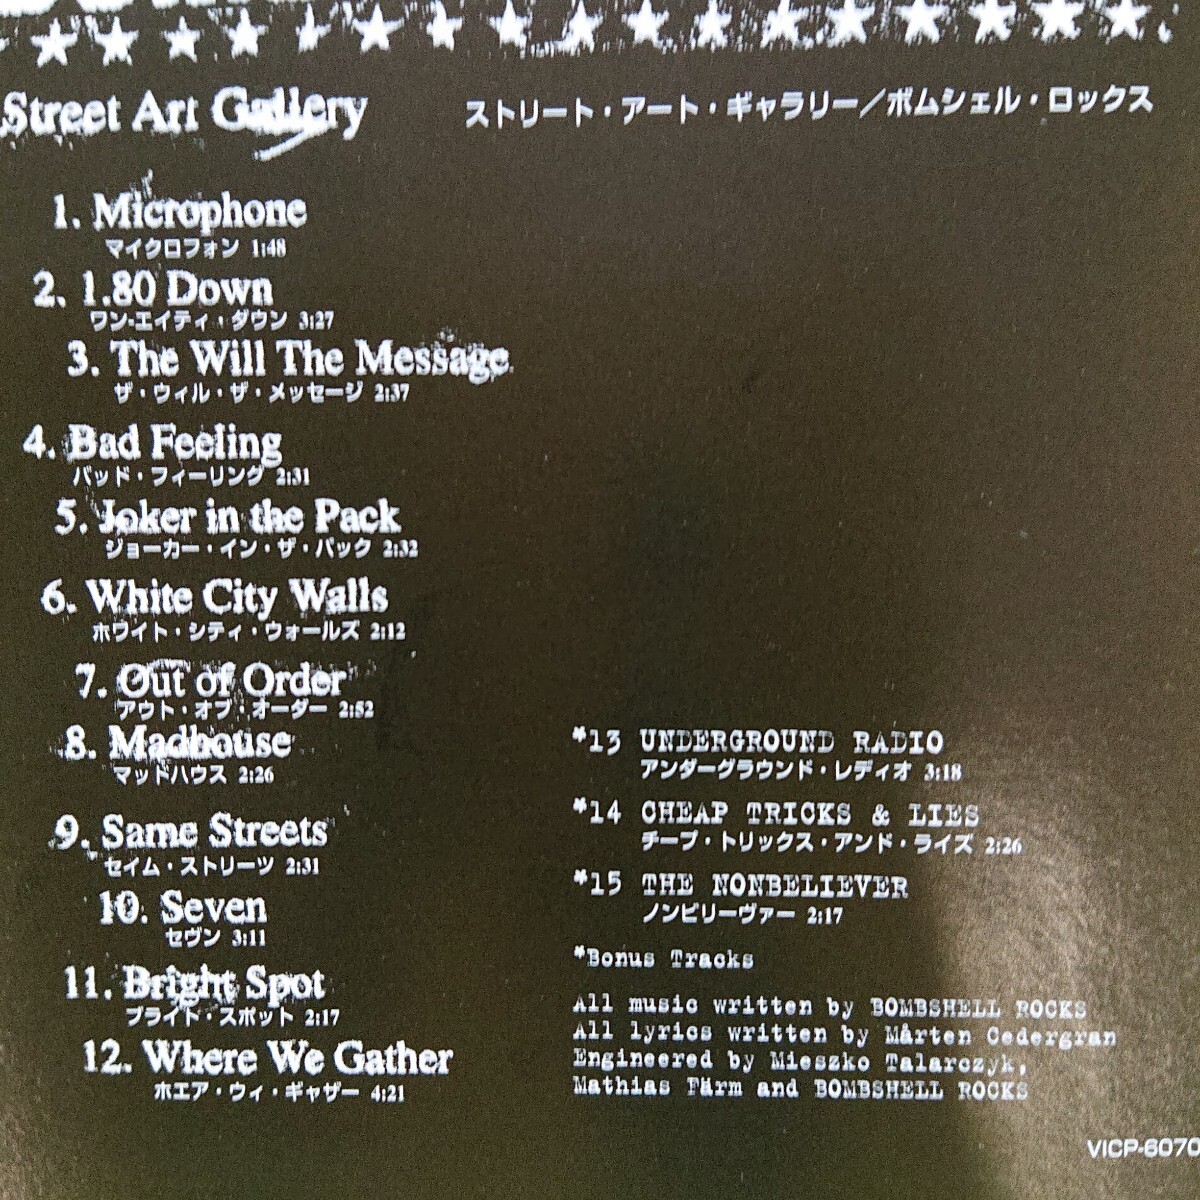 Street Art Gallery
ストリート・アート・ギャラリー／ボムシェル・ロックス
1. Microphone
マイクロフォン 1:48
2. 1.80 Down
ワン-エイティ・ダウン 3:27
3. The Will The Message
ザ・ウィル・ザ・メッセージ 2:37
4. Bad Feeling
バッド・フィーリング 2:31
5. Joker in the Pack
ジョーカー・イン・ザ・パック 2:32
6. White City Walls
ホワイト・シティ・ウォールズ 2:12
7. Out of Order
アウト・オブ・オーダー 2:52
8. Madhouse
マッドハウス 2:26
9. Same Streets
セイム・ストリーツ 2:31
10. Seven
セヴン 3:11
11. Bright Spot
ブライト・スポット 2:17
12. Where We Gather
ホエア・ウィ・ギャザー 4:21
*13 UNDERGROUND RADIO
アンダーグラウンド・レディオ 3:18
*14 CHEAP TRICKS & LIES
チープ・トリックス・アンド・ライズ 2:26
*15 THE NONBELIEVER
ノンビリーヴァー 2:17
*Bonus Tracks
All music written by BOMBSHELL ROCKS
All lyrics written by Mårten Cedergran
Engineered by Mieszko Talarczyk,
Mathias Färm and BOMBSHELL ROCKS
VICP-6070